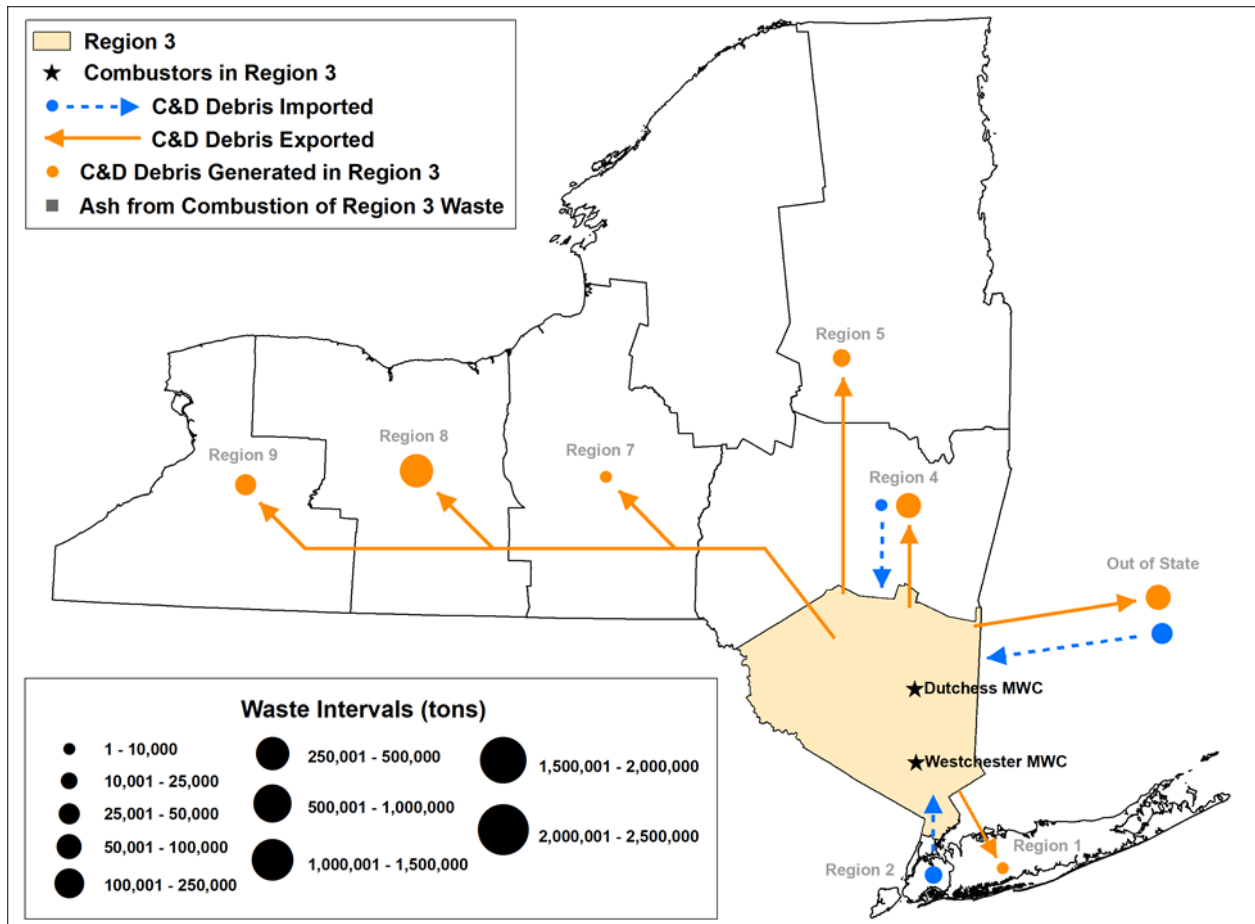 Region 3
Combustors in Region 3
C&D Debris Imported
C&D Debris Exported
C&D Debris Generated in Region 3
Ash from Combustion of Region 3 Waste
Region 5
Region 9
Region 8
Region 7
Region 4
Out of State
Dutchess MWC
Westchester MWC
Region 2
Region 1
Waste Intervals (tons)
1 - 10,000
10,001 - 25,000
25,001 - 50,000
50,001 - 100,000
100,001 - 250,000
250,001 - 500,000
500,001 - 1,000,000
1,000,001 - 1,500,000
1,500,001 - 2,000,000
2,000,001 - 2,500,000